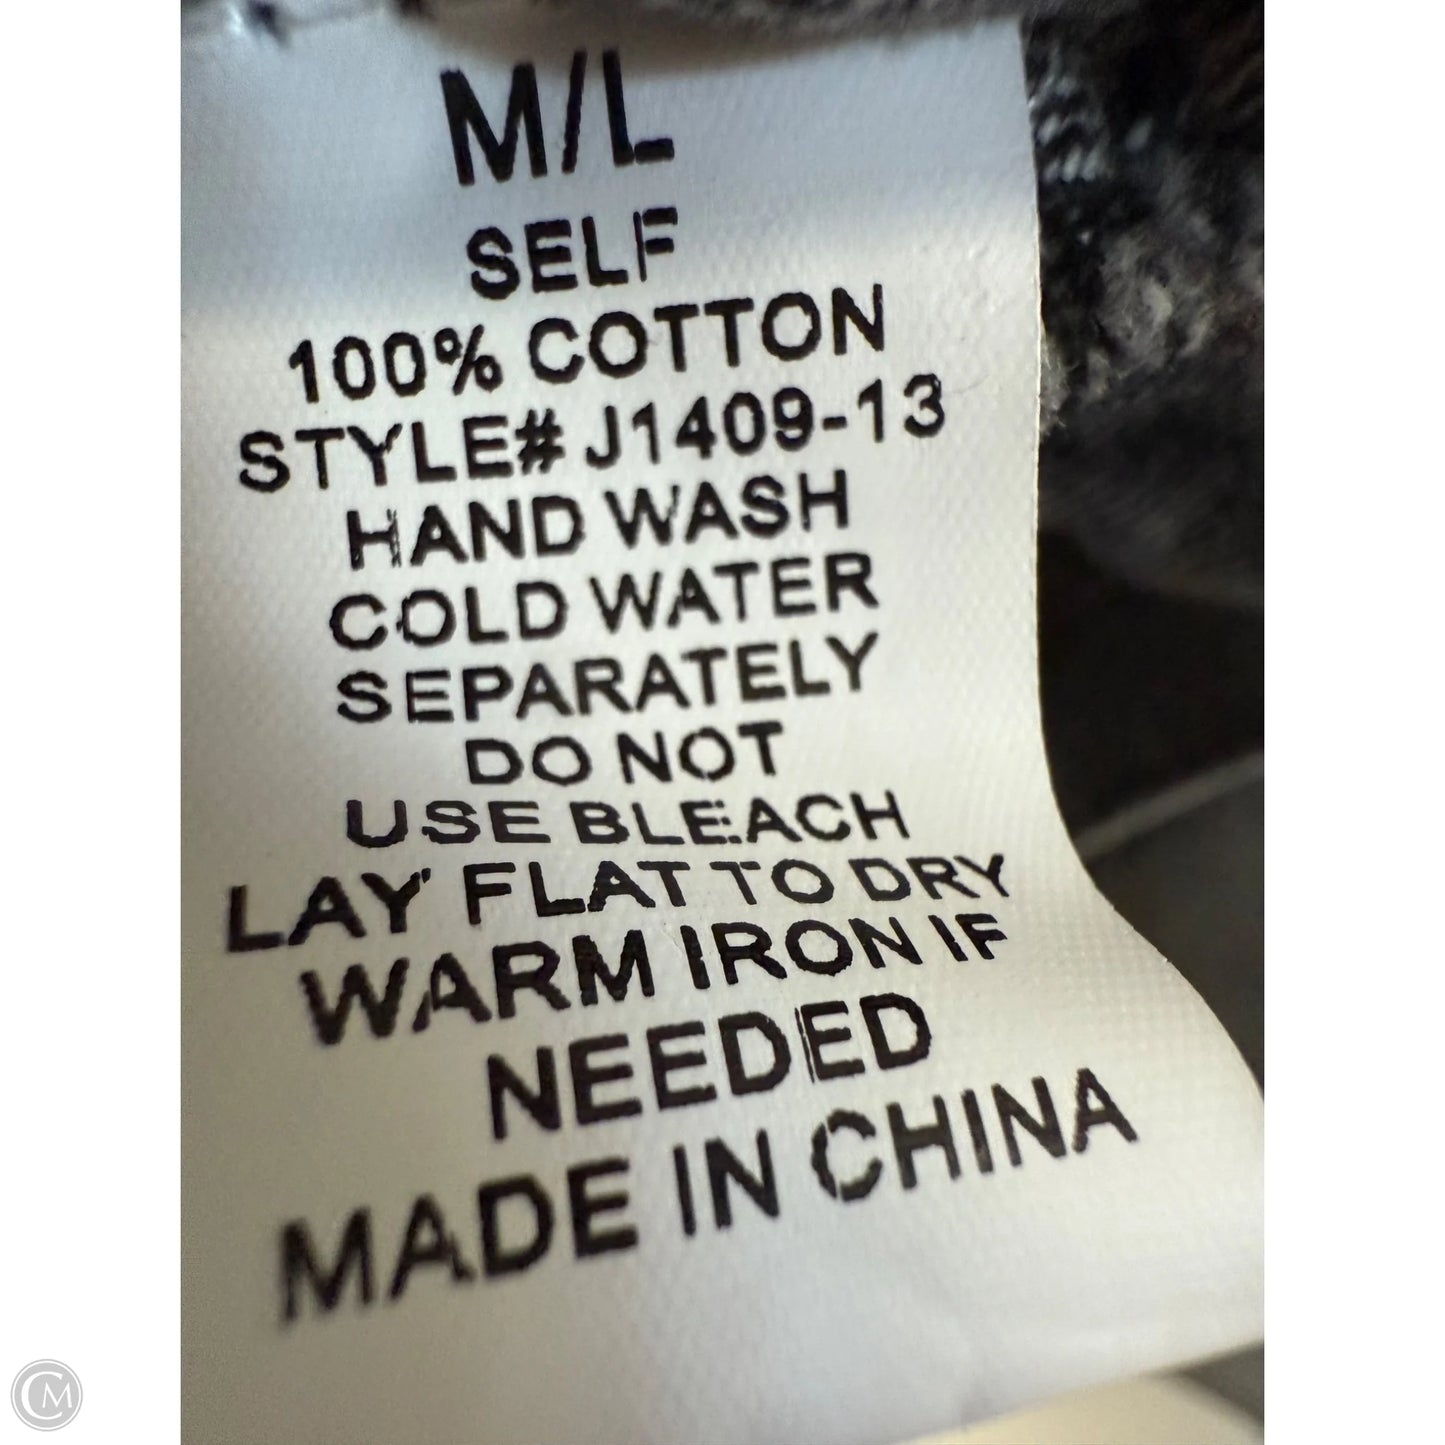 M/L
SELF
100% COTTON
STYLE# J1409-13
HAND WASH
COLD WATER
SEPARATELY
DO NOT
USE BLEACH
LAY FLAT TO DRY
WARM IRON IF
NEEDED
MADE IN CHINA
CM